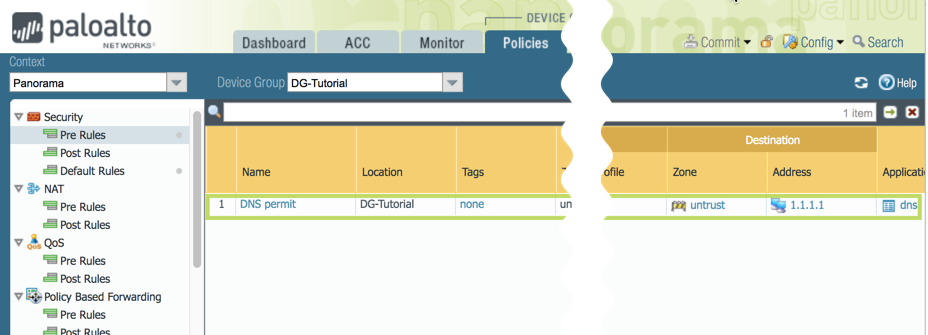 paloalto
NETWORKS®
DEVICE
Dashboard ACC Monitor Policies
Commit Config Search
Context
Panorama Device Group DG-Tutorial Help
1 item
Security
Pre Rules
Post Rules
Default Rules
NAT
Pre Rules
Post Rules
QoS
Pre Rules
Post Rules
Policy Based Forwarding
Pre Rules
Post Rules
Destination
Name Location Tags ofile Zone Address Applicati
1 DNS permit DG-Tutorial none un untrust 1.1.1.1 dns